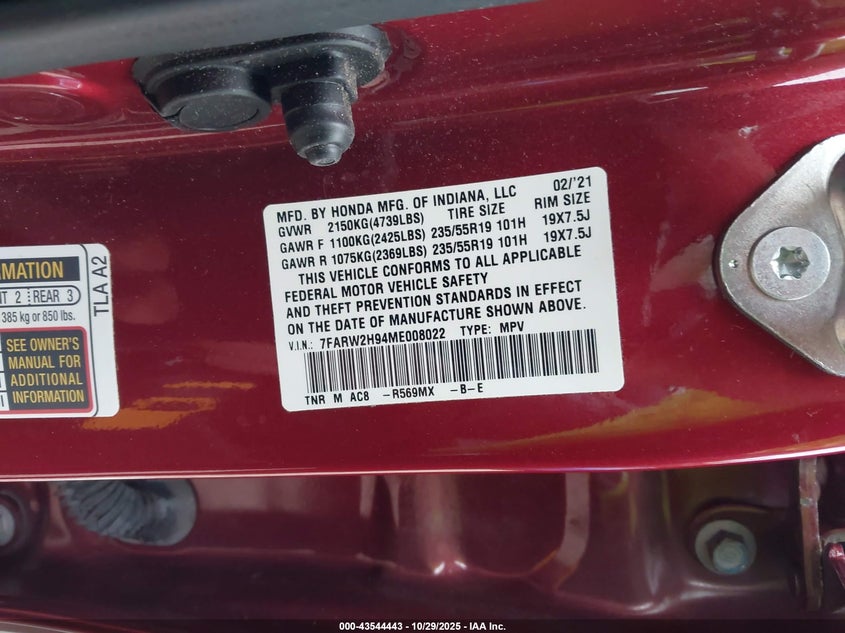 MFD. BY HONDA MFG. OF INDIANA, LLC 02/'21
GVWR 2150KG(4739LBS) TIRE SIZE RIM SIZE
GAWR F 1100KG(2425LBS) 235/55R19 101H 19X7.5J
GAWR R 1075KG(2369LBS) 235/55R19 101H 19X7.5J
THIS VEHICLE CONFORMS TO ALL APPLICABLE
FEDERAL MOTOR VEHICLE SAFETY
AND THEFT PREVENTION STANDARDS IN EFFECT
ON THE DATE OF MANUFACTURE SHOWN ABOVE.
V.I.N.: 7FARW2H94ME008022 TYPE: MPV
TNR M AC8 -R569MX -B-E
2 REAR 3
385 kg or 850 lbs.
SEE OWNER'S
MANUAL FOR
ADDITIONAL
INFORMATION
TLA A2
000-43544443 - 10/29/2025 - IAA Inc.